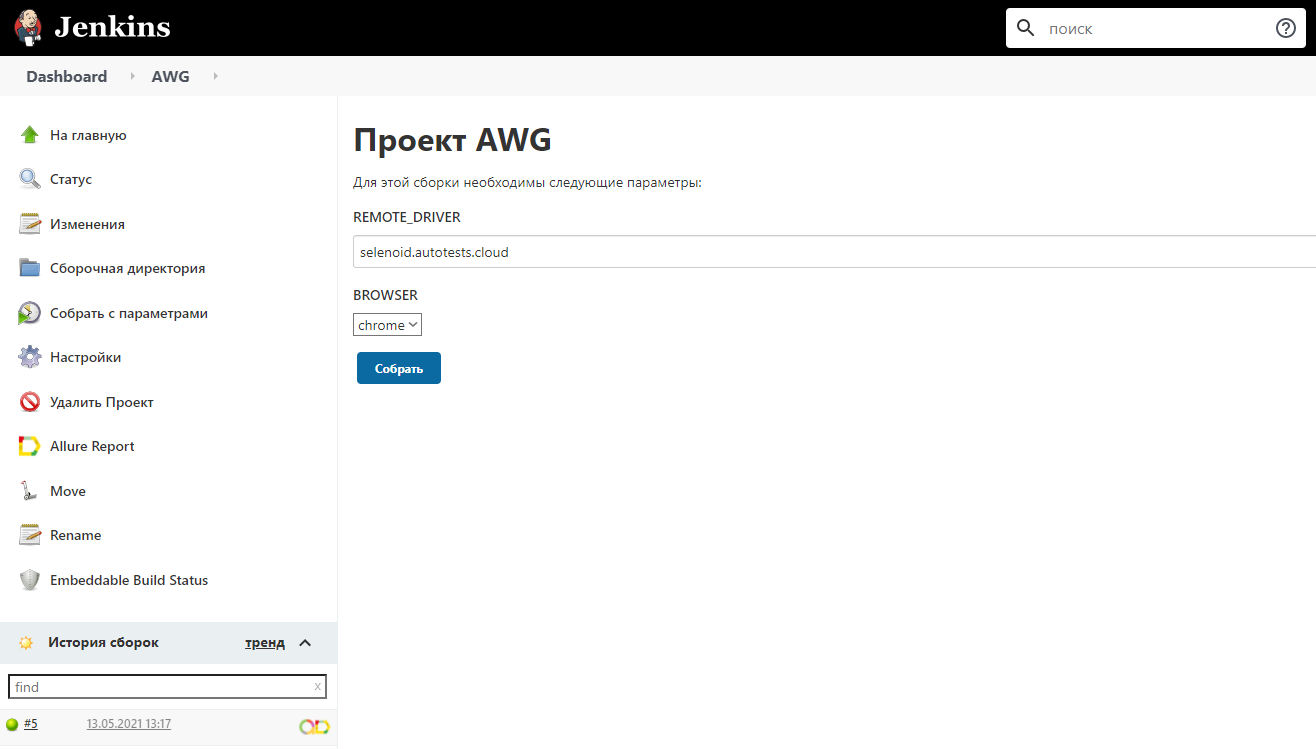 Jenkins
поиск
Dashboard
AWG
На главную
Статус
Изменения
Сборочная директория
Собрать с параметрами
Настройки
Удалить Проект
Allure Report
Move
Rename
Embeddable Build Status
История сборок тренд
find x
#5 13.05.2021 13:17
Проект AWG
Для этой сборки необходимы следующие параметры:
REMOTE_DRIVER
selenoid.autotests.cloud
BROWSER
chrome
Собрать